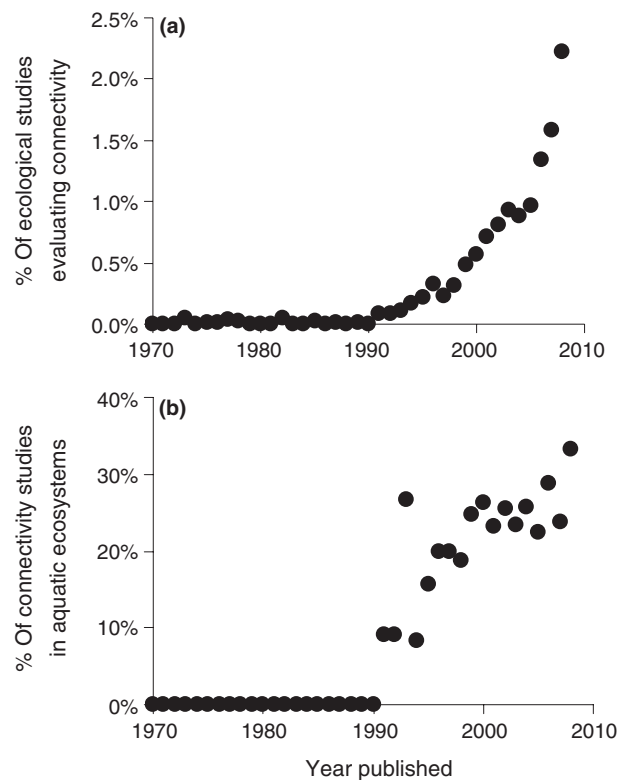 (a)
2.5%
2.0%
1.5%
1.0%
0.5%
0.0%
% Of ecological studies
evaluating connectivity
1970 1980 1990 2000 2010
(b)
40%
30%
20%
10%
0%
% Of connectivity studies
in aquatic ecosystems
1970 1980 1990 2000 2010
Year published